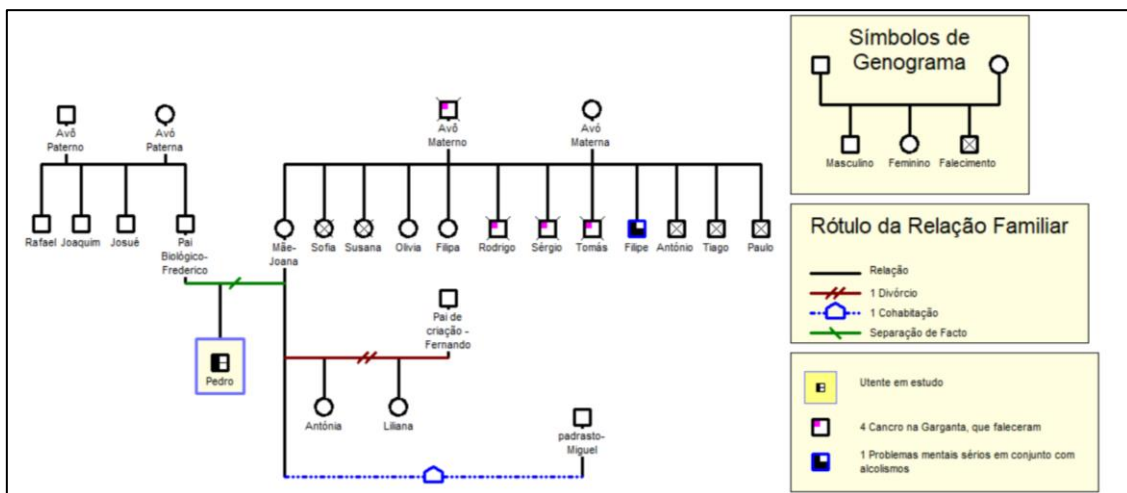 Avô
Paterno
Avó
Paterna
Avô
Materno
Avó
Materna
Rafael
Joaquim
Josué
Pai
Biológico-
Frederico
Mãe-
Joana
Sofia
Susana
Olivia
Filipa
Rodrigo
Sérgio
Tomás
Filipe
António
Tiago
Paulo
Pai de
criação -
Fernando
Pedro
Antónia
Liliana
padrasto-
Miguel
Símbolos de
Genograma
Masculino
Feminino
Falecimento
Rótulo da Relação Familiar
Relação
1 Divórcio
1 Cohabitação
Separação de Facto
Utente em estudo
4 Cancro na Garganta, que faleceram
1 Problemas mentais sérios em conjunto com
alcolismos